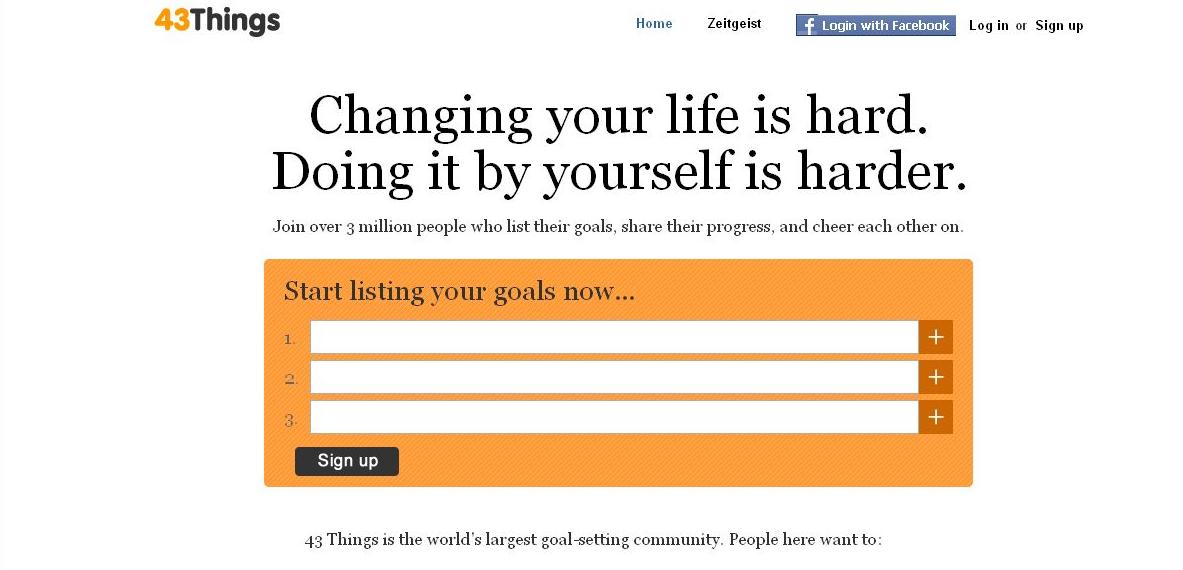 43Things
Home
Zeitgeist
f Login with Facebook
Log in or Sign up
Changing your life is hard.
Doing it by yourself is harder.
Join over 3 million people who list their goals, share their progress, and cheer each other on.
Start listing your goals now...
1.
+
2.
+
3.
+
Sign up
43 Things is the world's largest goal-setting community. People here want to: